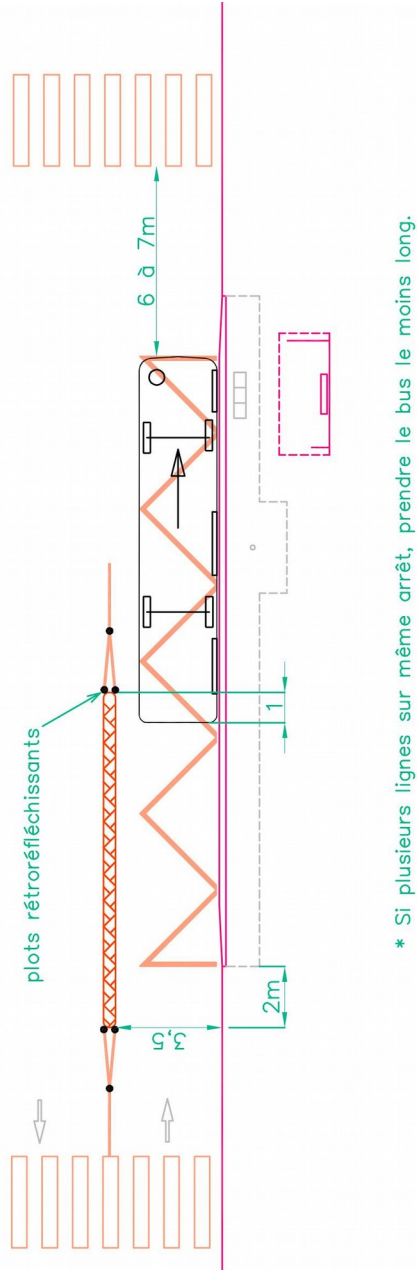 plots rétroréfléchissants
6 à 7m
3,5
1
2m
* Si plusieurs lignes sur même arrêt, prendre le bus le moins long.